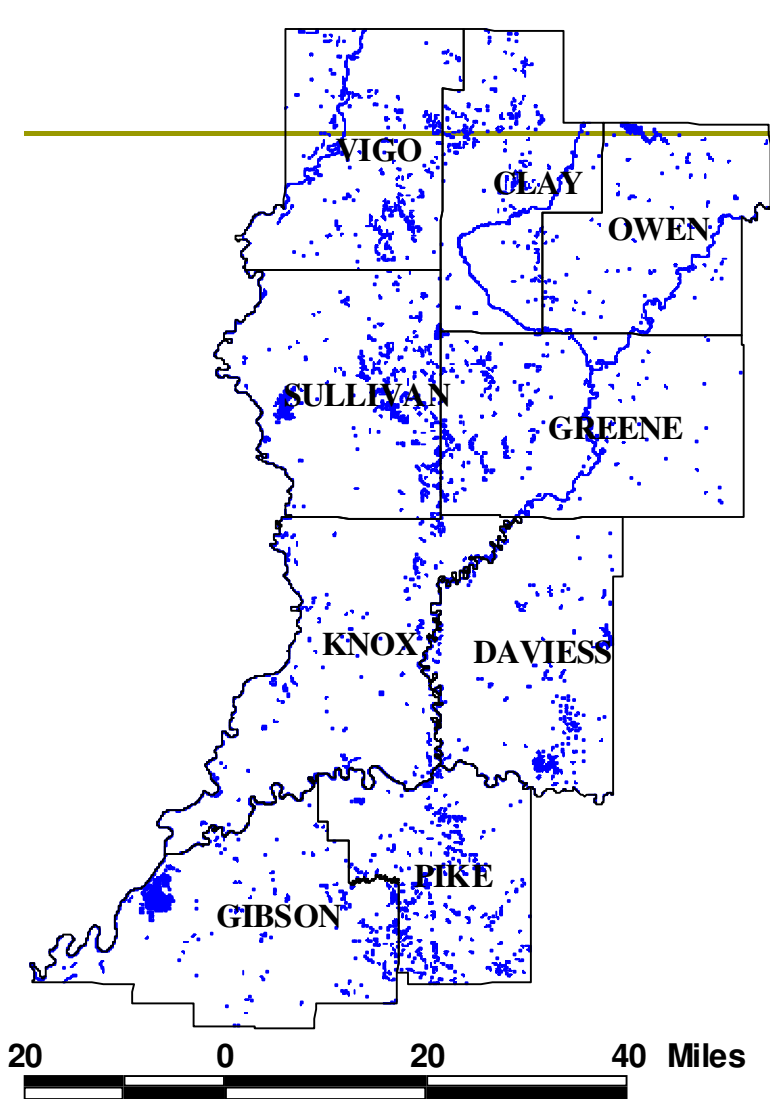 VIGO
CLAY
OWEN
SULLIVAN
GREENE
KNOX
DAVIESS
PIKE
GIBSON
20 0 20 40 Miles